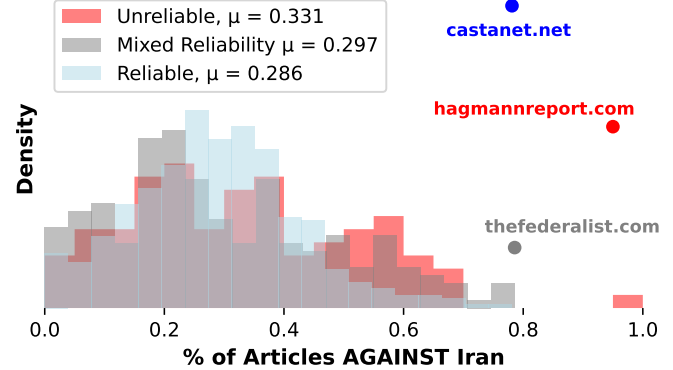 Unreliable, μ = 0.331
Mixed Reliability μ = 0.297
Reliable, μ = 0.286
castanet.net
hagmannreport.com
thefederalist.com
Density
0.0 0.2 0.4 0.6 0.8 1.0
% of Articles AGAINST Iran